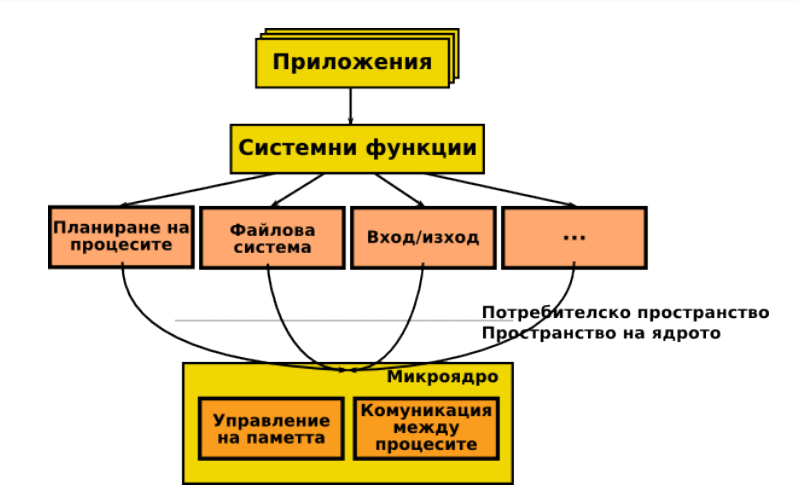 Приложения
Системни функции
Планиране на
процесите
Файлова
система
Вход/изход
...
Потребителско пространство
Пространство на ядрото
Микроядро
Управление
на паметта
Комуникация
между
процесите